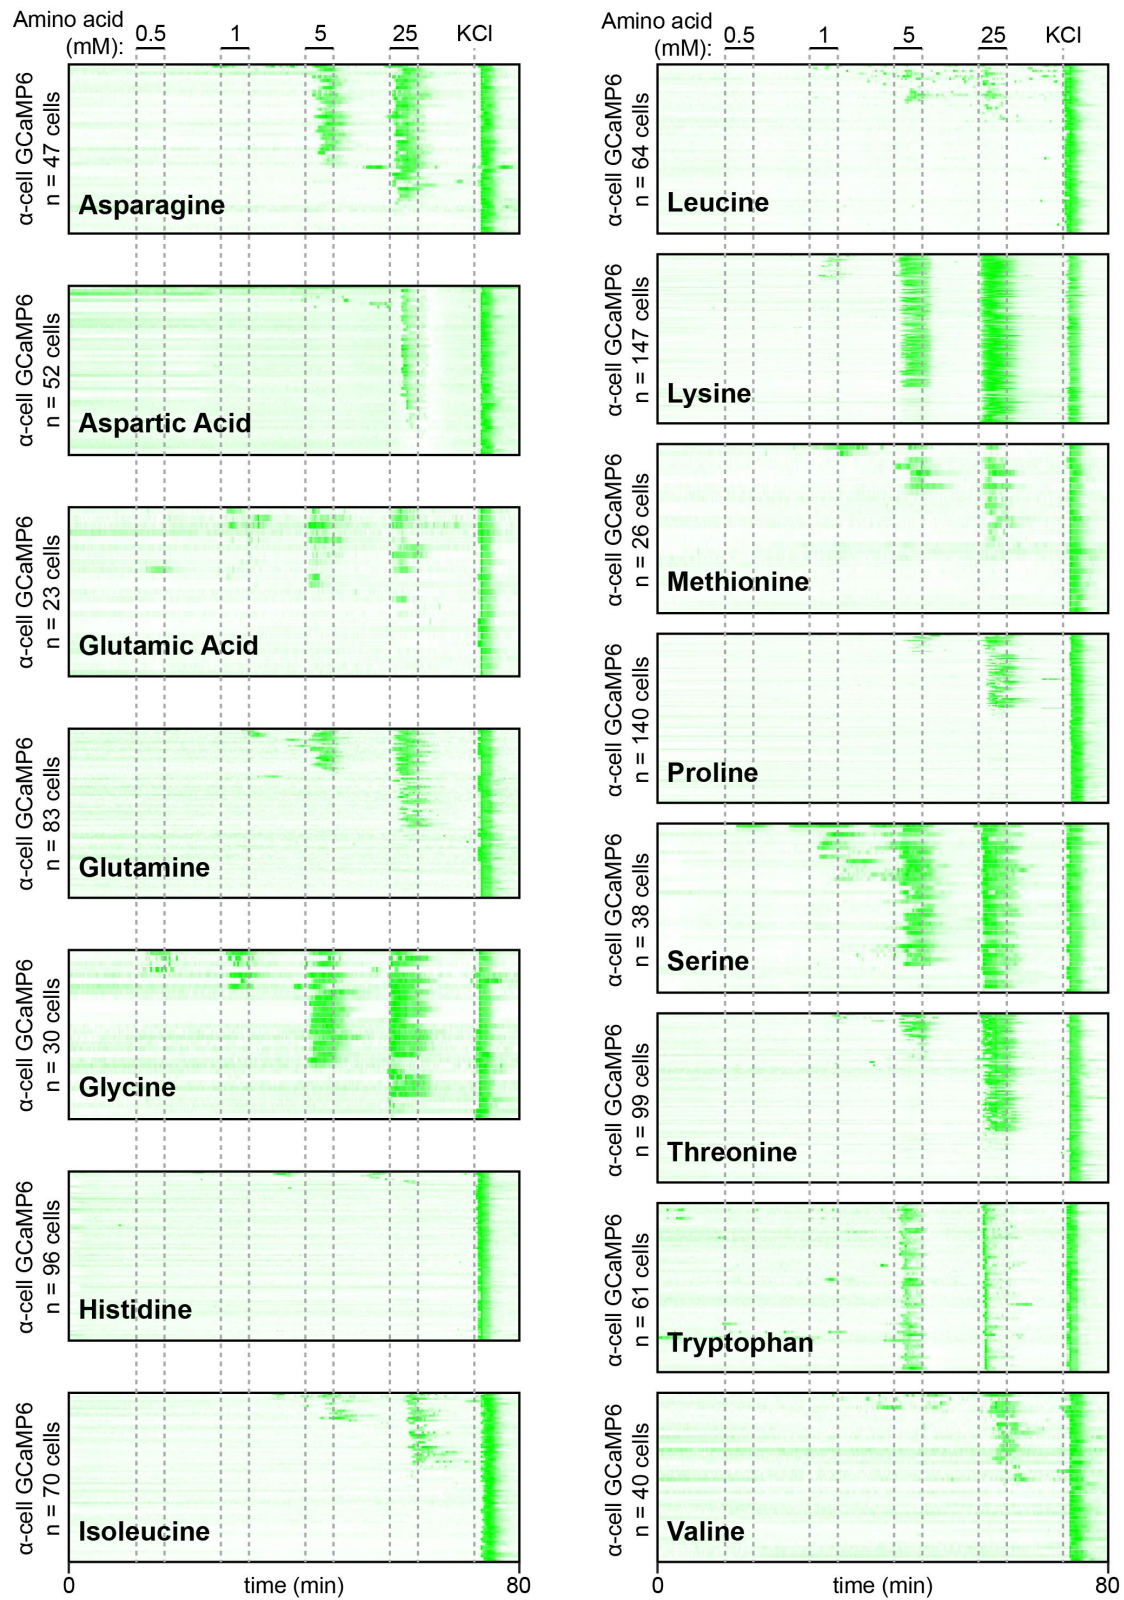 Amino acid
(mM):
0.5
1
5
25
KCl
α-cell GCaMP6
n = 47 cells
Asparagine
α-cell GCaMP6
n = 52 cells
Aspartic Acid
α-cell GCaMP6
n = 23 cells
Glutamic Acid
α-cell GCaMP6
n = 83 cells
Glutamine
α-cell GCaMP6
n = 30 cells
Glycine
α-cell GCaMP6
n = 96 cells
Histidine
α-cell GCaMP6
n = 70 cells
Isoleucine
0
time (min)
80
Amino acid
(mM):
0.5
1
5
25
KCl
α-cell GCaMP6
n = 64 cells
Leucine
α-cell GCaMP6
n = 147 cells
Lysine
α-cell GCaMP6
n = 26 cells
Methionine
α-cell GCaMP6
n = 140 cells
Proline
α-cell GCaMP6
n = 38 cells
Serine
α-cell GCaMP6
n = 99 cells
Threonine
α-cell GCaMP6
n = 61 cells
Tryptophan
α-cell GCaMP6
n = 40 cells
Valine
0
time (min)
80